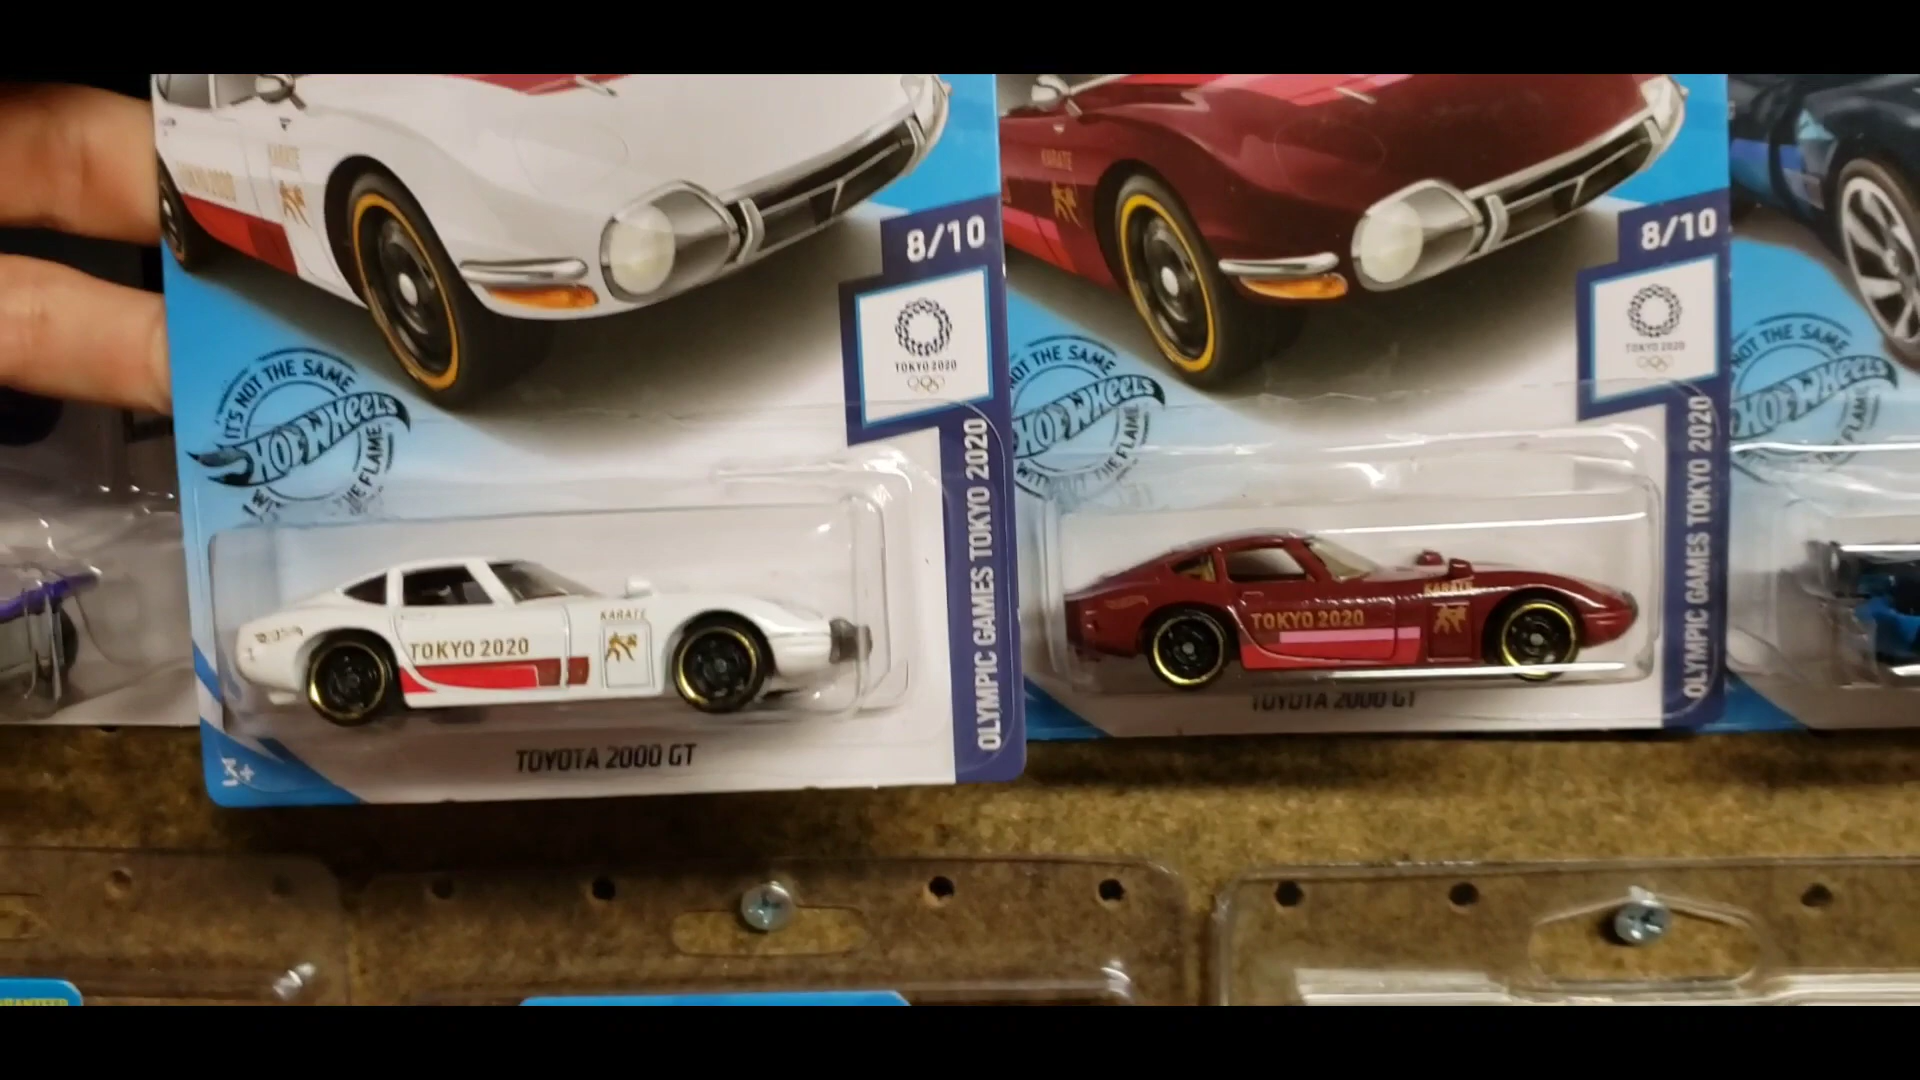 KARATE
TOKYO 2020
8/10
TOKYO 2020
IT'S NOT THE SAME
HOT WHEELS
THE FLAME
OLYMPIC GAMES TOKYO 2020
KARATE
TOKYO 2020
TOYOTA 2000 GT
KARATE
8/10
TOKYO 2020
NOT THE SAME
HOT WHEELS
WITHOUT THE FLAME
OLYMPIC GAMES TOKYO 2020
KARATE
TOKYO 2020
TOYOTA 2000 GT
NOT THE SAME
HOT WHEELS